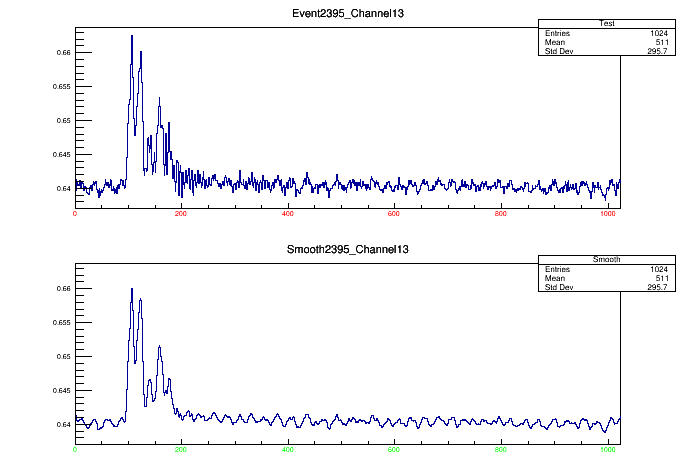 Event2395_Channel13
Test
Entries 1024
Mean 511
Std Dev 295.7
0.66
0.655
0.65
0.645
0.64
0 200 400 600 800 1000
Smooth2395_Channel13
Smooth
Entries 1024
Mean 511
Std Dev 295.7
0.66
0.655
0.65
0.645
0.64
0 200 400 600 800 1000